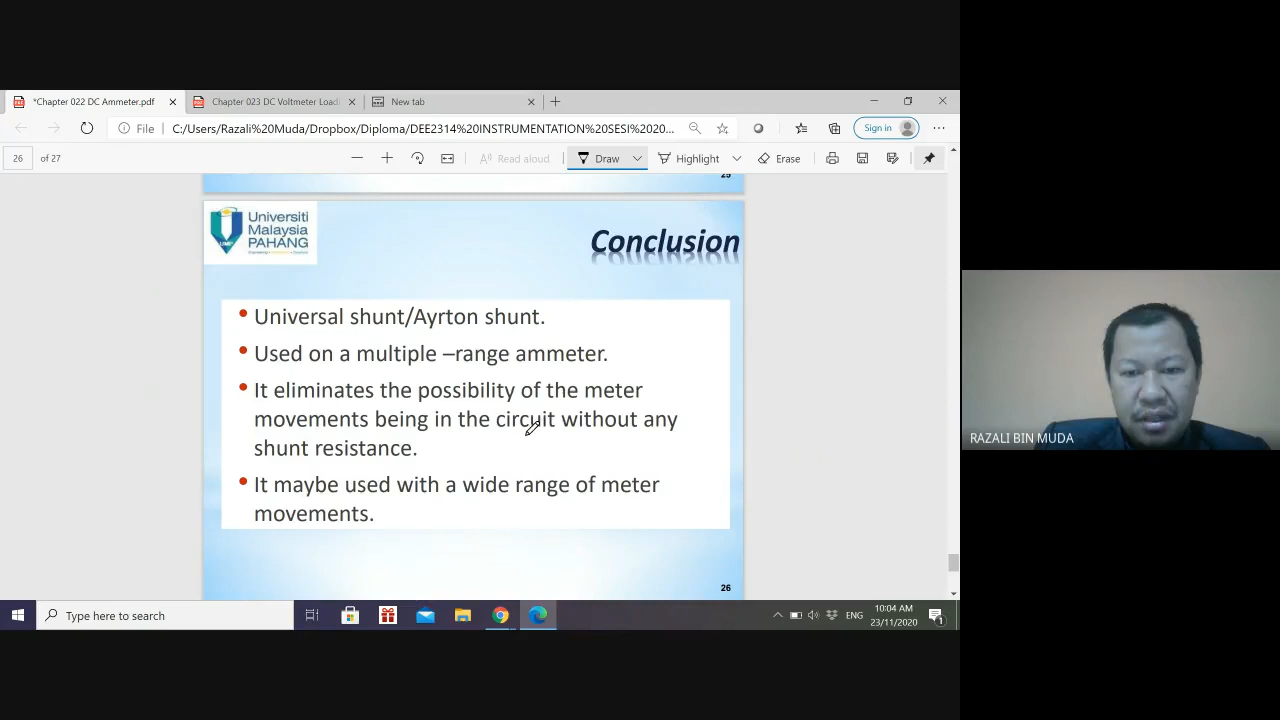 *Chapter 022 DC Ammeter.pdf
Chapter 023 DC Voltmeter Loadi
New tab
File
C:/Users/Razali%20Muda/Dropbox/Diploma/DEE2314%20INSTRUMENTATION%20SESI%202020...
Sign in
26 of 27
Read aloud
Draw
Highlight
Erase
25
Universiti
Malaysia
PAHANG
Conclusion
• Universal shunt/Ayrton shunt.
• Used on a multiple –range ammeter.
• It eliminates the possibility of the meter
movements being in the circuit without any
shunt resistance.
• It maybe used with a wide range of meter
movements.
26
RAZALI BIN MUDA
Type here to search
ENG
10:04 AM
23/11/2020
1